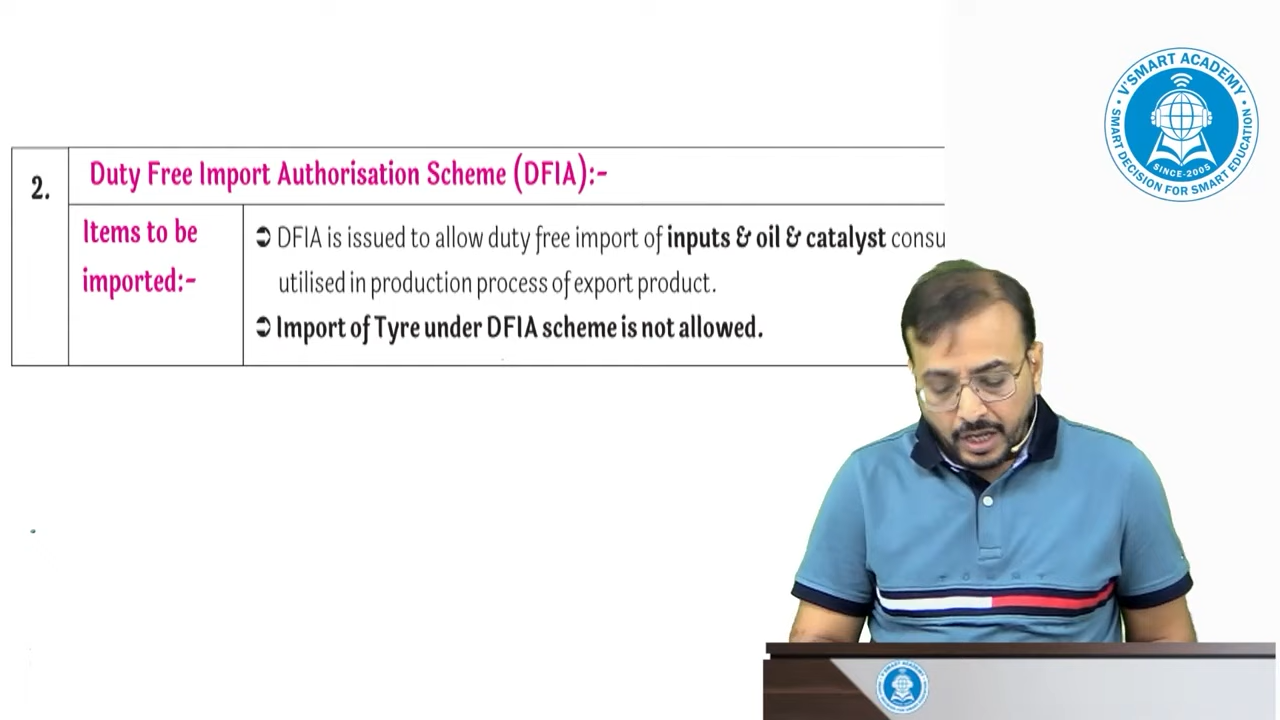 V'SMART ACADEMY
SMART DECISION FOR SMART EDUCATION
SINCE-2005
2.
Duty Free Import Authorisation Scheme (DFIA):-
Items to be
imported:-
➲ DFIA is issued to allow duty free import of inputs & oil & catalyst consu
utilised in production process of export product.
➲ Import of Tyre under DFIA scheme is not allowed.